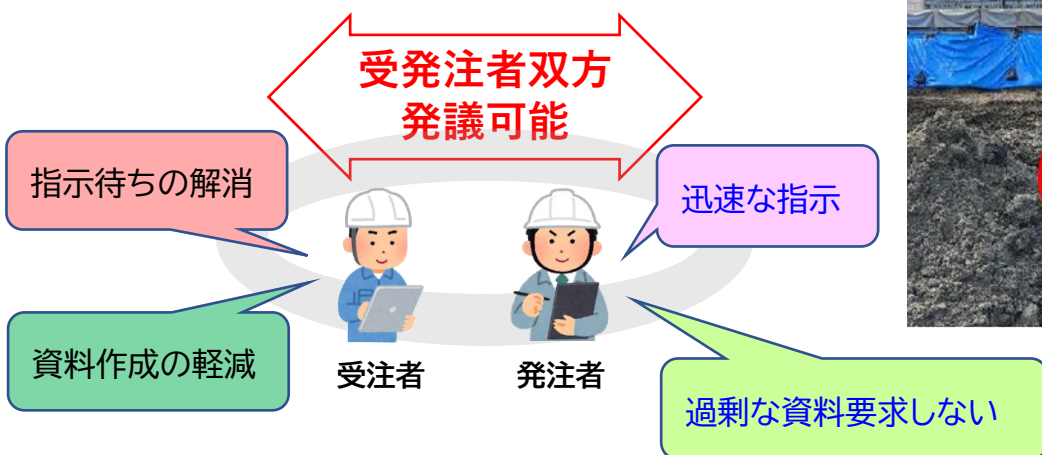 受発注者双方
発議可能
指示待ちの解消
迅速な指示
資料作成の軽減
受注者
発注者
過剰な資料要求しない